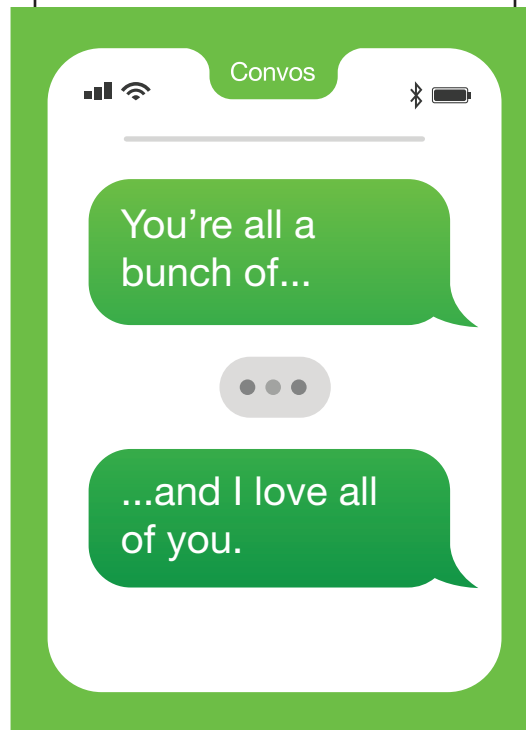 Convos
You’re all a
bunch of...
...and I love all
of you.